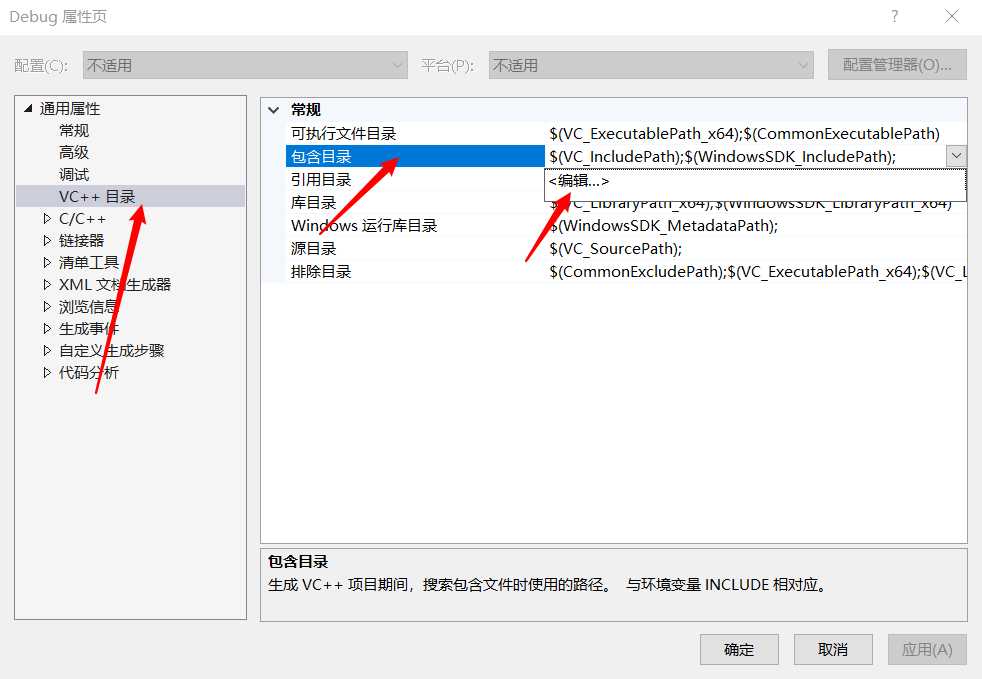 Debug 属性页
配置(C): 不适用 平台(P): 不适用 配置管理器(O)...
通用属性
常规
高级
调试
VC++ 目录
C/C++
链接器
清单工具
XML 文档生成器
浏览信息
生成事件
自定义生成步骤
代码分析
常规
可执行文件目录 $(VC_ExecutablePath_x64);$(CommonExecutablePath)
包含目录 $(VC_IncludePath);$(WindowsSDK_IncludePath);
<编辑...>
引用目录
库目录 $(VC_LibraryPath_x64);$(WindowsSDK_LibraryPath_x64)
Windows 运行库目录 $(WindowsSDK_MetadataPath);
源目录 $(VC_SourcePath);
排除目录 $(CommonExcludePath);$(VC_ExecutablePath_x64);$(VC_L
包含目录
生成 VC++ 项目期间，搜索包含文件时使用的路径。 与环境变量 INCLUDE 相对应。
确定 取消 应用(A)